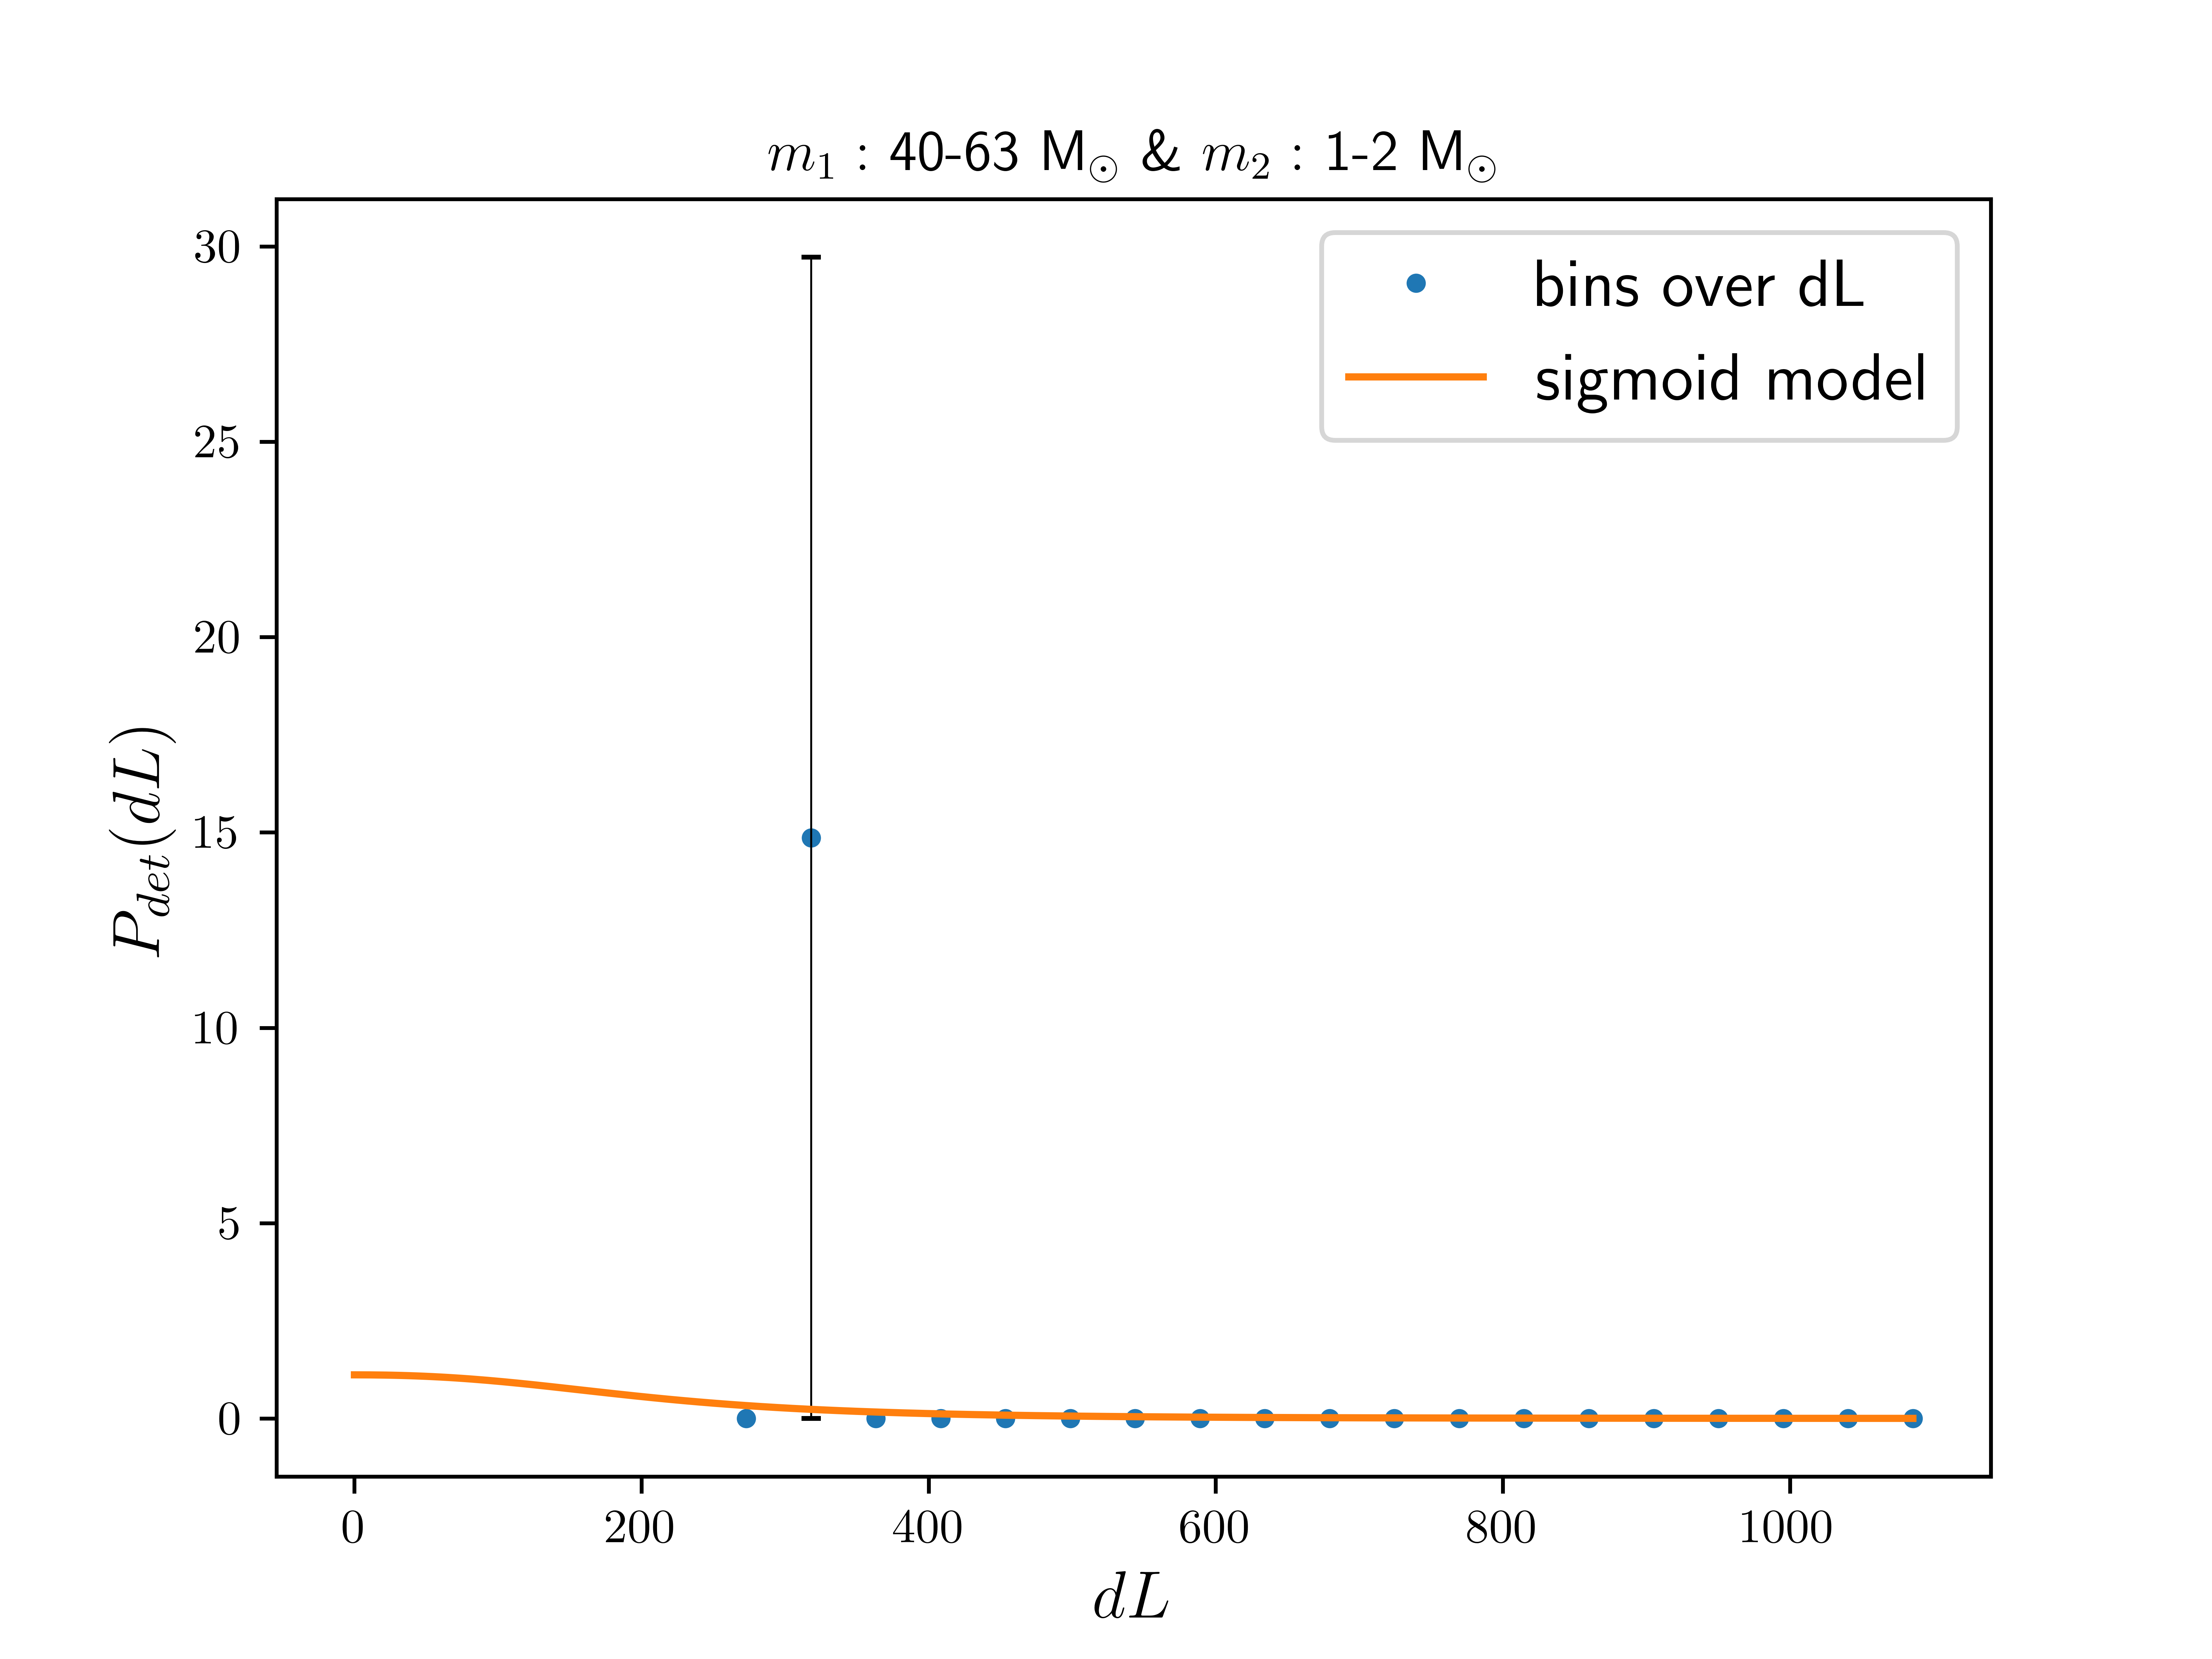 m₁ : 40-63 M⊙ & m₂ : 1-2 M⊙
30
25
20
15
10
5
0
P_det(dL)
bins over dL
sigmoid model
0 200 400 600 800 1000
dL